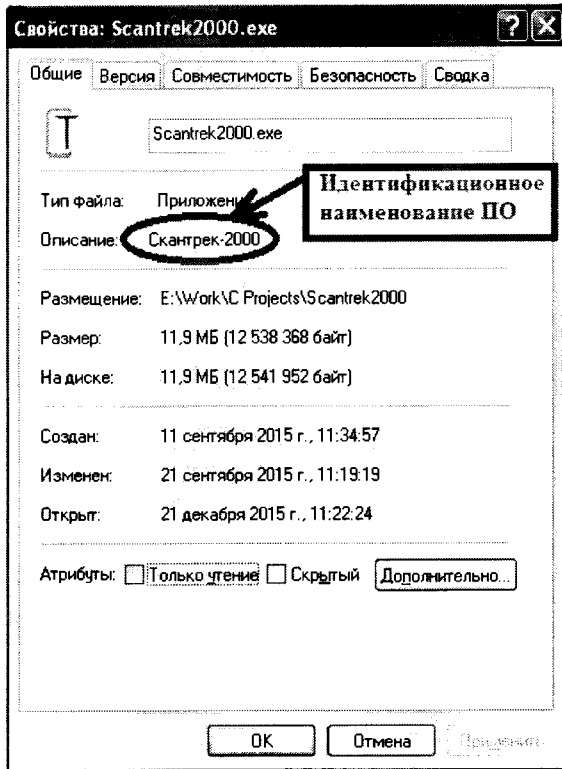 Свойства: Scantrek2000.exe
Общие Версия Совместимость Безопасность Сводка
Scantrek2000.exe
Идентификационное
наименование ПО
Тип файла: Приложение
Описание: Скантрек-2000
Размещение: E:\Work\C Projects\Scantrek2000
Размер: 11,9 МБ (12 538 368 байт)
На диске: 11,9 МБ (12 541 952 байт)
Создан: 11 сентября 2015 г., 11:34:57
Изменен: 21 сентября 2015 г., 11:19:19
Открыт: 21 декабря 2015 г., 11:22:24
Атрибуты: Только чтение Скрытый Дополнительно...
ОК Отмена Применить